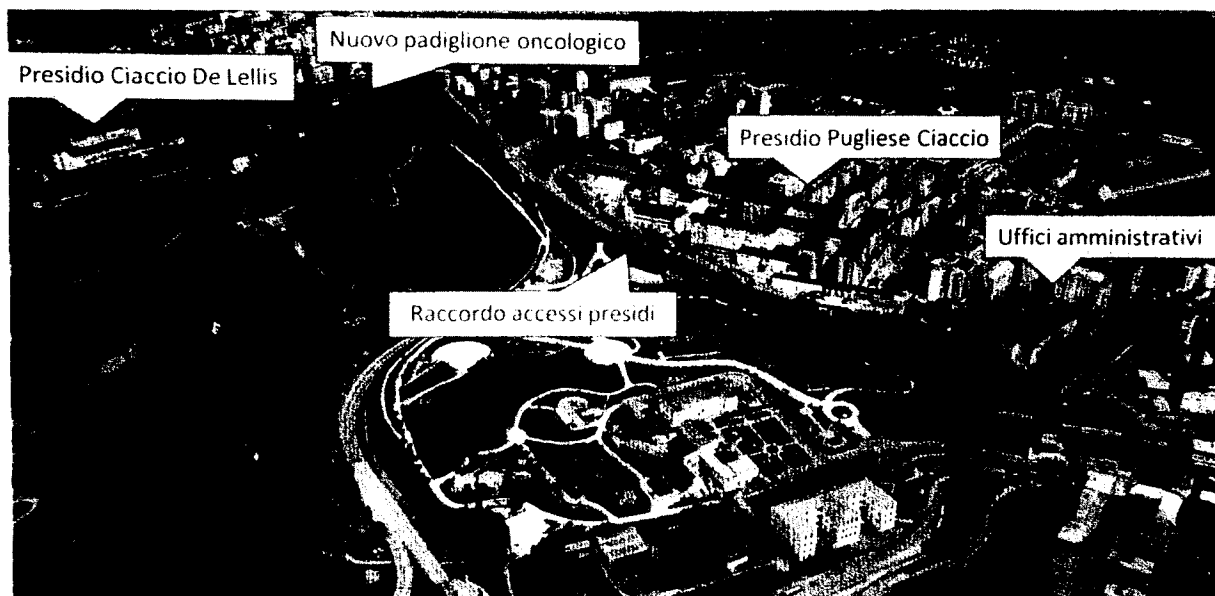 Nuovo padiglione oncologico
Presidio Ciaccio De Lellis
Presidio Pugliese Ciaccio
Uffici amministrativi
Raccordo accessi presidi